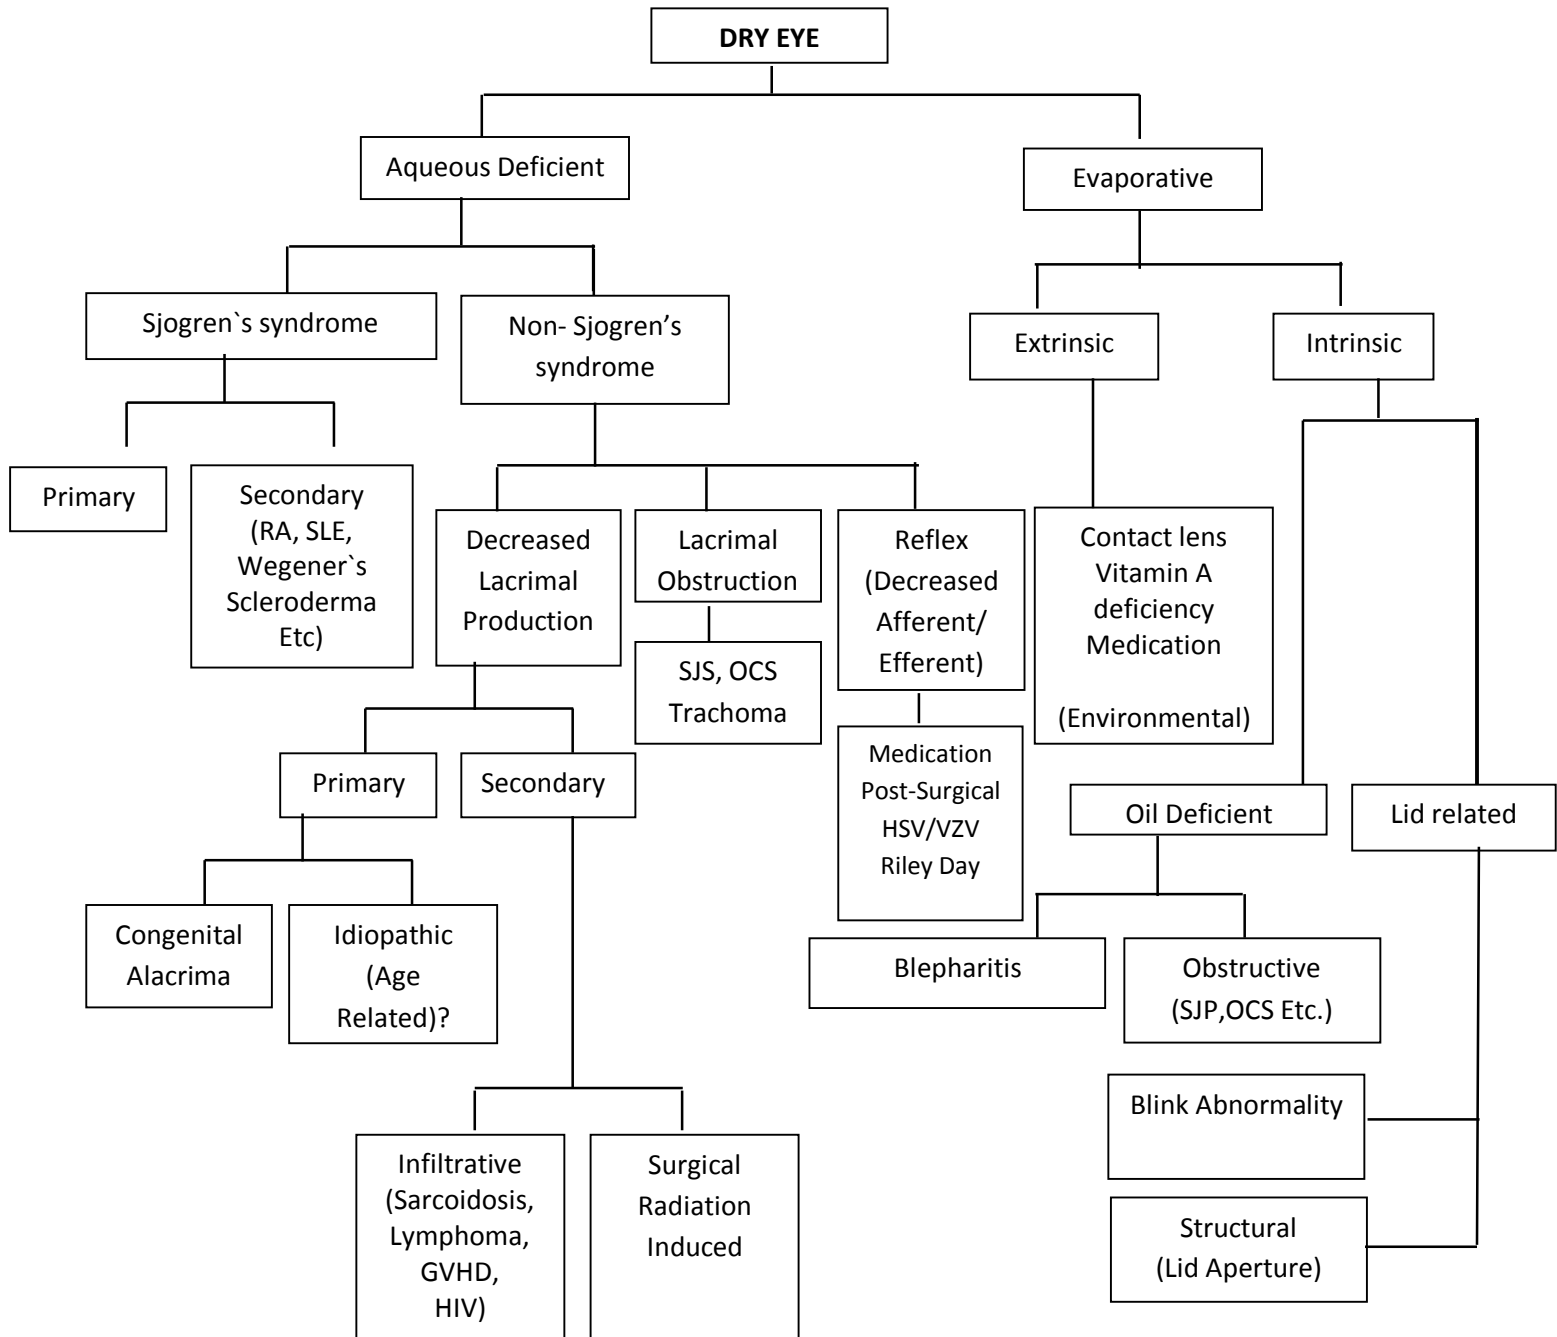 DRY EYE
Aqueous Deficient
Evaporative
Sjogren`s syndrome
Non- Sjogren’s
syndrome
Extrinsic
Intrinsic
Primary
Secondary
(RA, SLE,
Wegener`s
Scleroderma
Etc)
Decreased
Lacrimal
Production
Lacrimal
Obstruction
Reflex
(Decreased
Afferent/
Efferent)
Contact lens
Vitamin A
deficiency
Medication
(Environmental)
SJS, OCS
Trachoma
Medication
Post-Surgical
HSV/VZV
Riley Day
Primary
Secondary
Oil Deficient
Lid related
Congenital
Alacrima
Idiopathic
(Age
Related)?
Blepharitis
Obstructive
(SJP,OCS Etc.)
Blink Abnormality
Infiltrative
(Sarcoidosis,
Lymphoma,
GVHD,
HIV)
Surgical
Radiation
Induced
Structural
(Lid Aperture)